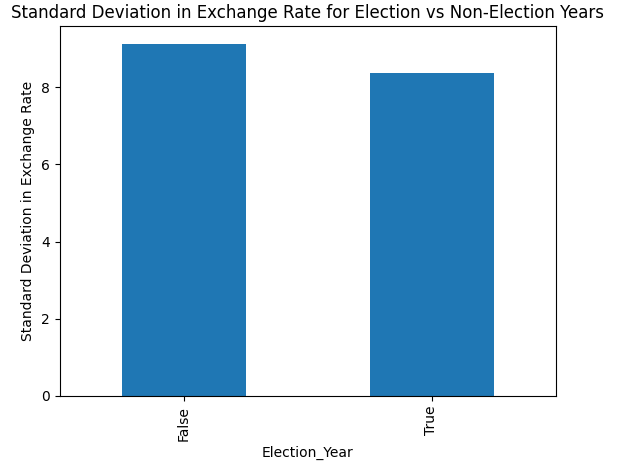 Standard Deviation in Exchange Rate for Election vs Non-Election Years
Standard Deviation in Exchange Rate
8
6
4
2
0
False
True
Election_Year